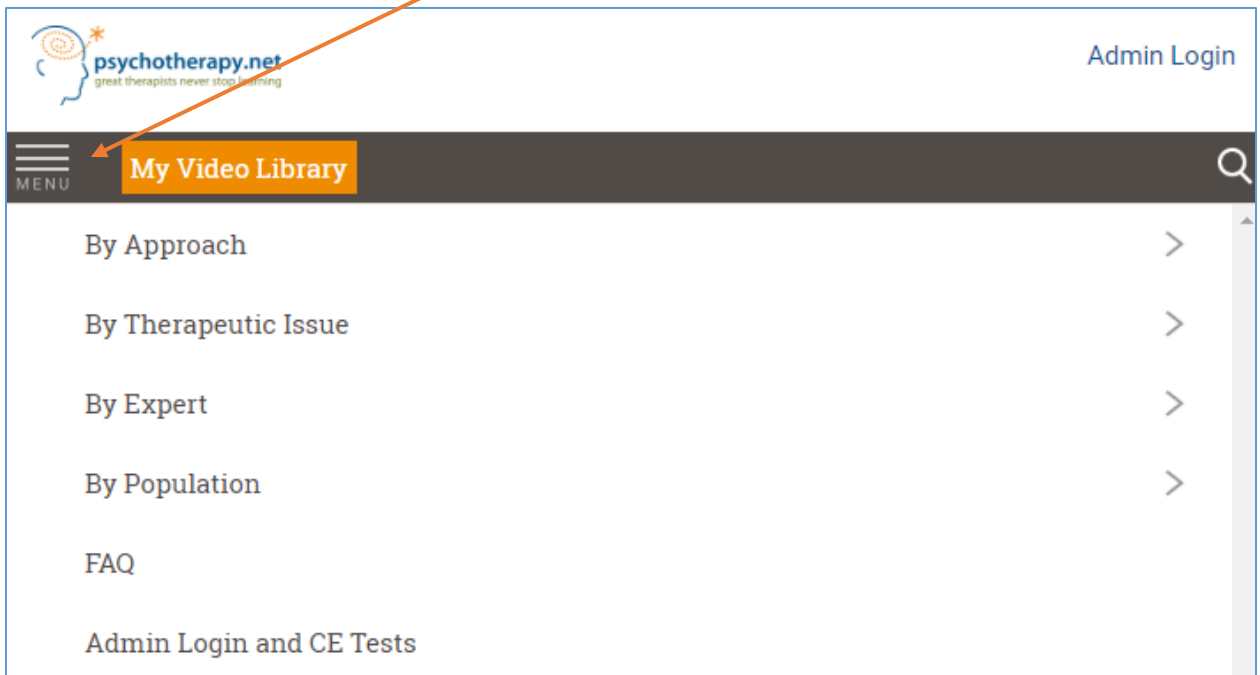 psychotherapy.net
great therapists never stop learning
Admin Login
MENU
My Video Library
By Approach
By Therapeutic Issue
By Expert
By Population
FAQ
Admin Login and CE Tests